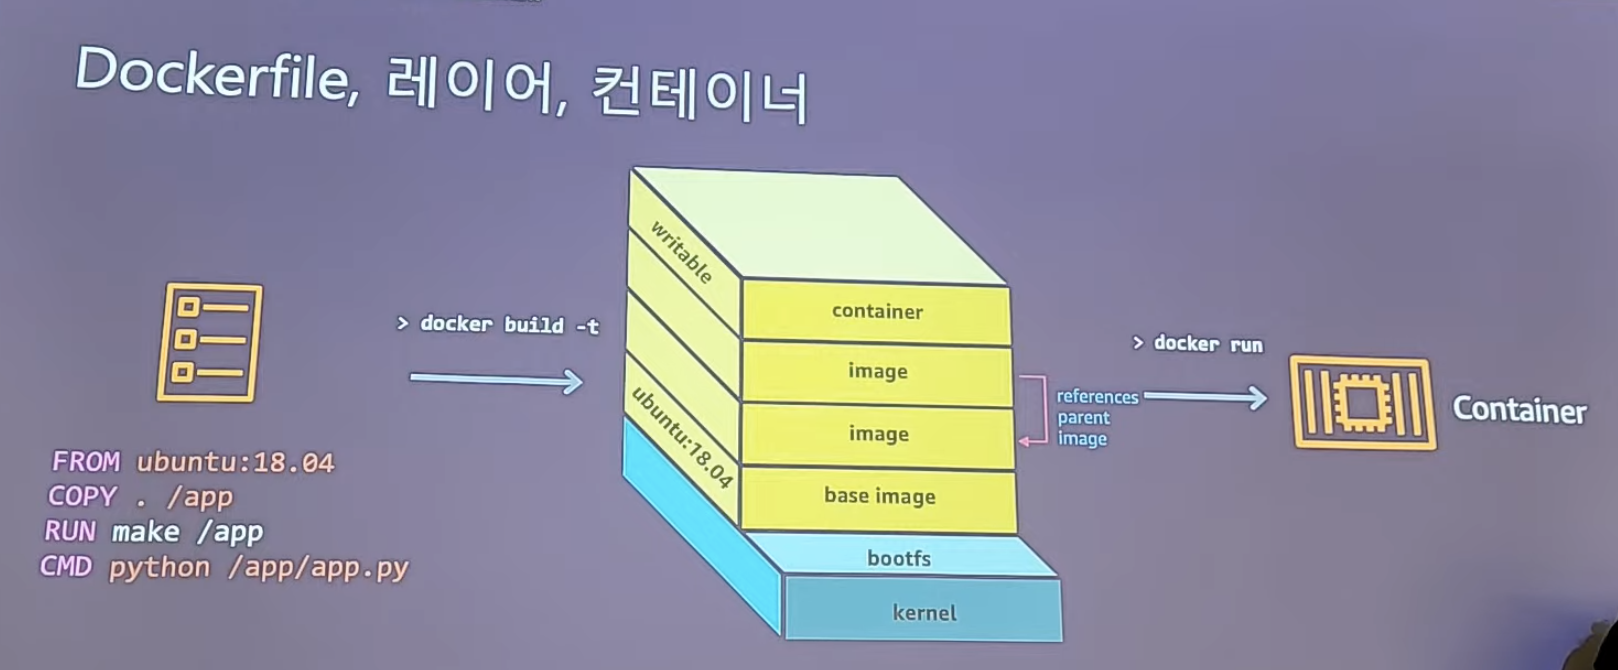 Dockerfile, 레이어, 컨테이너
> docker build -t
FROM ubuntu:18.04
COPY . /app
RUN make /app
CMD python /app/app.py
writable
ubuntu:18.04
container
image
image
base image
bootfs
kernel
references
parent
image
> docker run
Container